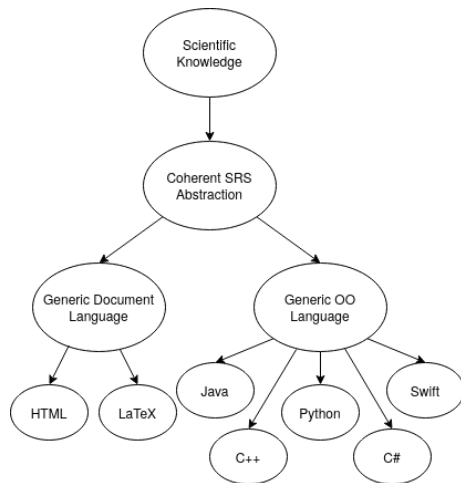 Scientific
Knowledge
Coherent SRS
Abstraction
Generic Document
Language
Generic OO
Language
HTML
LaTeX
Java
C++
Python
C#
Swift